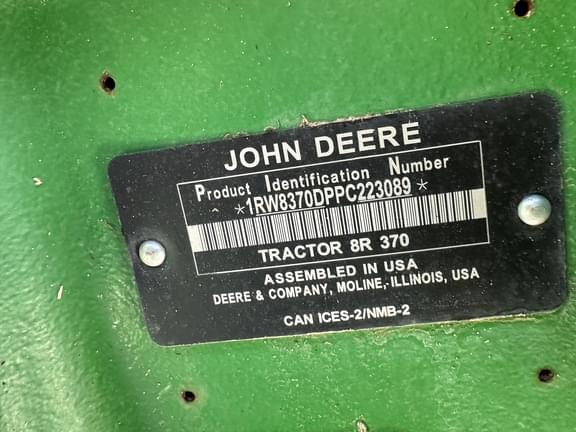 JOHN DEERE
Product Identification Number
*1RW8370DPPC223089*
TRACTOR 8R 370
ASSEMBLED IN USA
DEERE & COMPANY, MOLINE, ILLINOIS, USA
CAN ICES-2/NMB-2